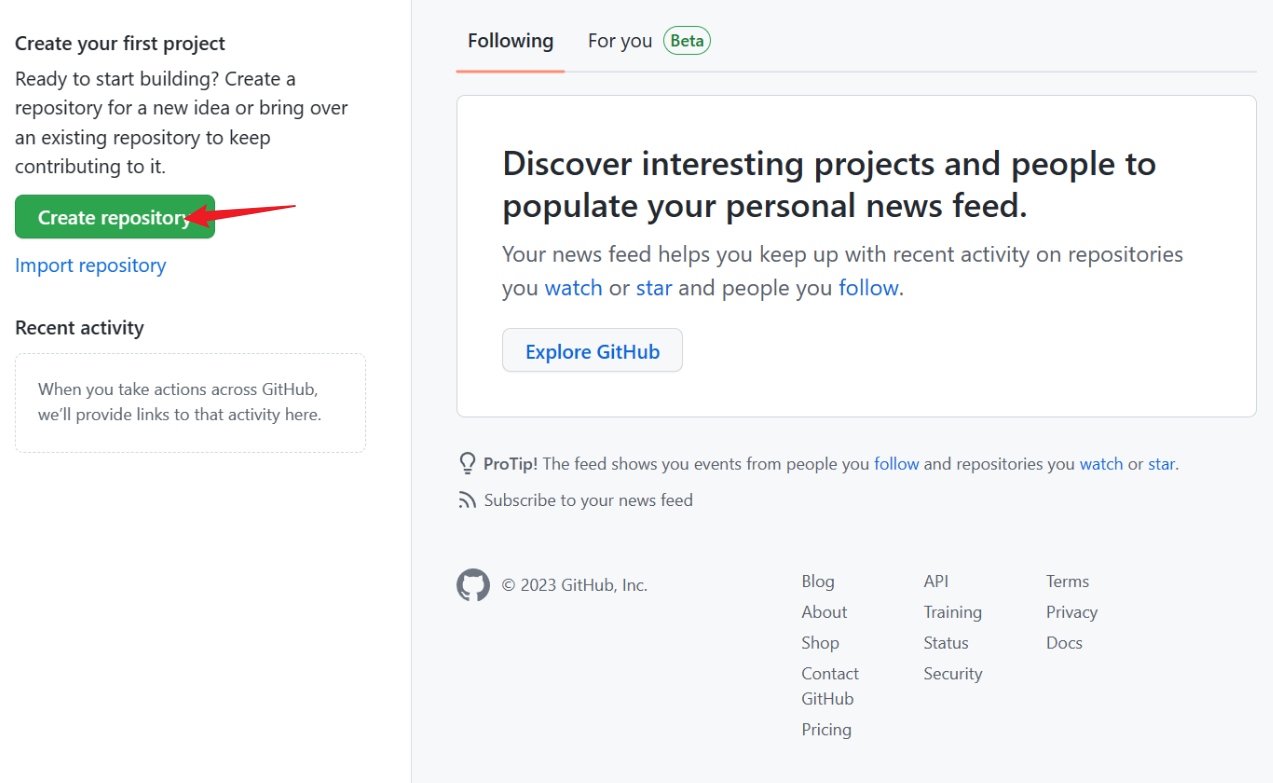 Create your first project
Ready to start building? Create a
repository for a new idea or bring over
an existing repository to keep
contributing to it.
Create repository
Import repository
Recent activity
When you take actions across GitHub,
we’ll provide links to that activity here.
Following
For you
Beta
Discover interesting projects and people to
populate your personal news feed.
Your news feed helps you keep up with recent activity on repositories
you watch or star and people you follow.
Explore GitHub
ProTip! The feed shows you events from people you follow and repositories you watch or star.
Subscribe to your news feed
© 2023 GitHub, Inc.
Blog
About
Shop
Contact
GitHub
Pricing
API
Training
Status
Security
Terms
Privacy
Docs